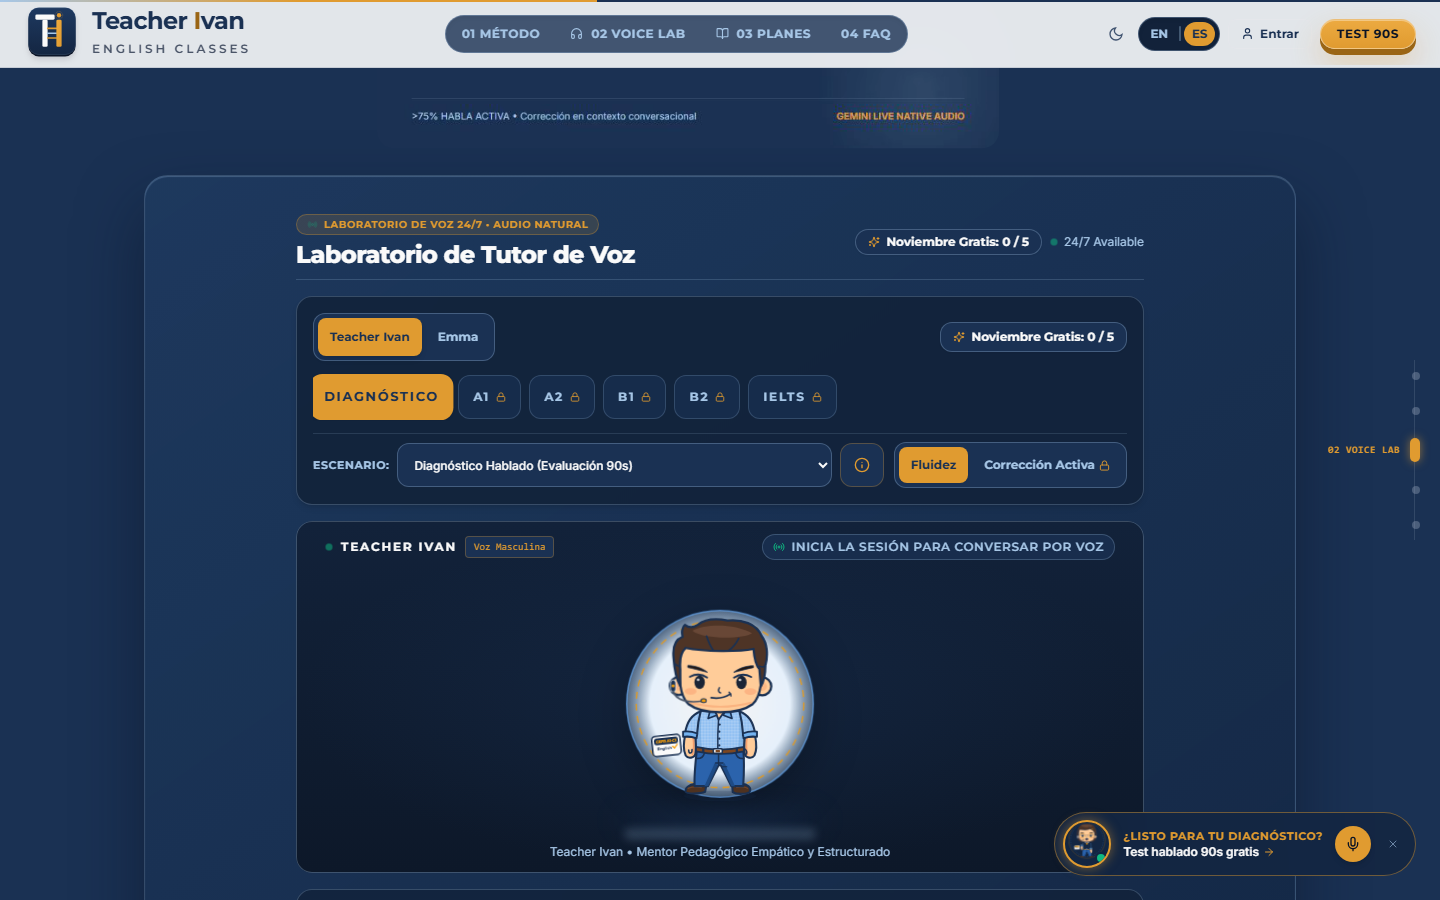 Teacher Ivan
ENGLISH CLASSES
01 MÉTODO
02 VOICE LAB
03 PLANES
04 FAQ
EN | ES
Entrar
TEST 90S
>75% HABLA ACTIVA • Corrección en contexto conversacional
GEMINI LIVE NATIVE AUDIO
LABORATORIO DE VOZ 24/7 • AUDIO NATURAL
Laboratorio de Tutor de Voz
Noviembre Gratis: 0 / 5
24/7 Available
Teacher Ivan
Emma
Noviembre Gratis: 0 / 5
DIAGNÓSTICO
A1
A2
B1
B2
IELTS
ESCENARIO:
Diagnóstico Hablado (Evaluación 90s)
Fluidez
Corrección Activa
02 VOICE LAB
TEACHER IVAN
Voz Masculina
INICIA LA SESIÓN PARA CONVERSAR POR VOZ
Teacher Ivan • Mentor Pedagógico Empático y Estructurado
¿LISTO PARA TU DIAGNÓSTICO?
Test hablado 90s gratis →